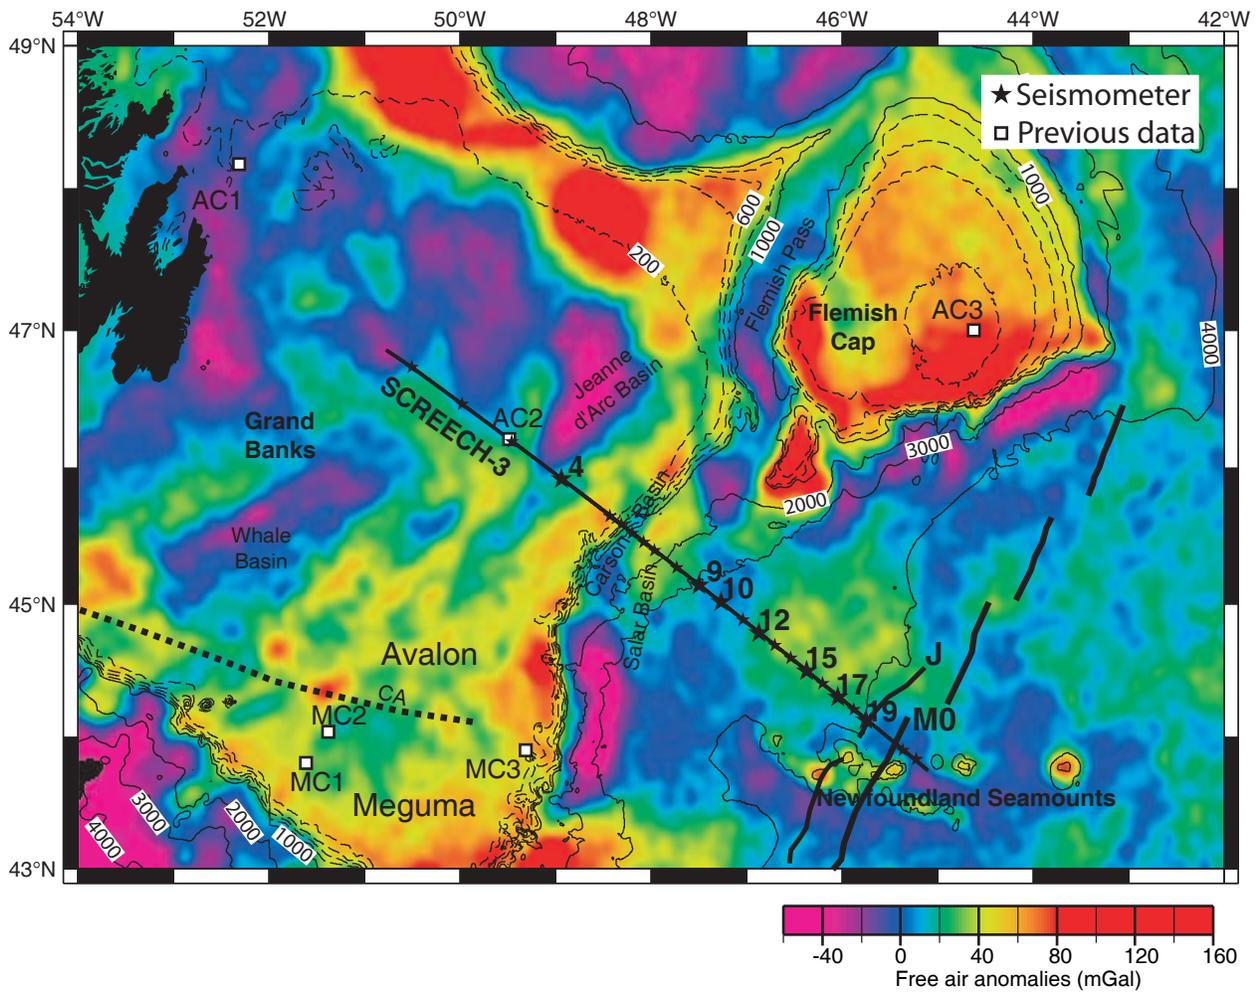 54°W 52°W 50°W 48°W 46°W 44°W 42°W
49°N
Seismometer
Previous data
AC1
1000
600
1000
200
Flemish Pass
47°N
Flemish
Cap
AC3
4000
Jeanne
d'Arc Basin
SCREECH-3
AC2
Grand
Banks
3000
4
2000
Carson Basin
Whale
Basin
9
10
45°N
Salar Basin
12
Avalon
15
J
CA
17
MC2
19
M0
MC3
MC1
Meguma
Newfoundland Seamounts
3000
2000
1000
4000
43°N
-40 0 40 80 120 160
Free air anomalies (mGal)